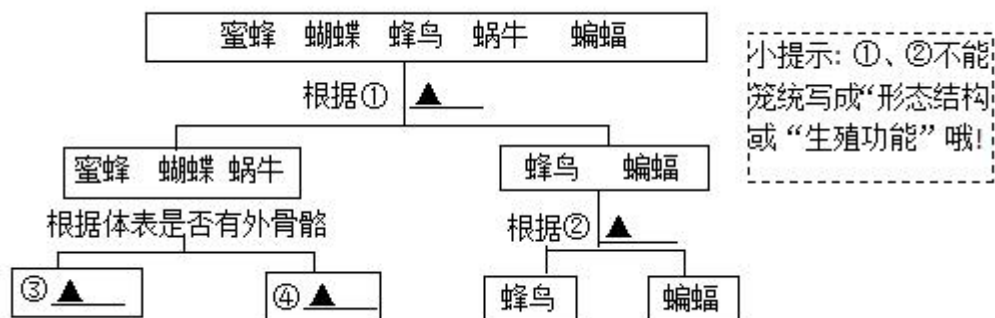 蜜蜂 蝴蝶 蜂鸟 蜗牛 蝙蝠
根据① ▲
蜜蜂 蝴蝶 蜗牛
蜂鸟 蝙蝠
根据体表是否有外骨骼
根据② ▲
③ ▲
④ ▲
蜂鸟
蝙蝠
小提示: ①、②不能
笼统写成“形态结构
或“生殖功能”哦!